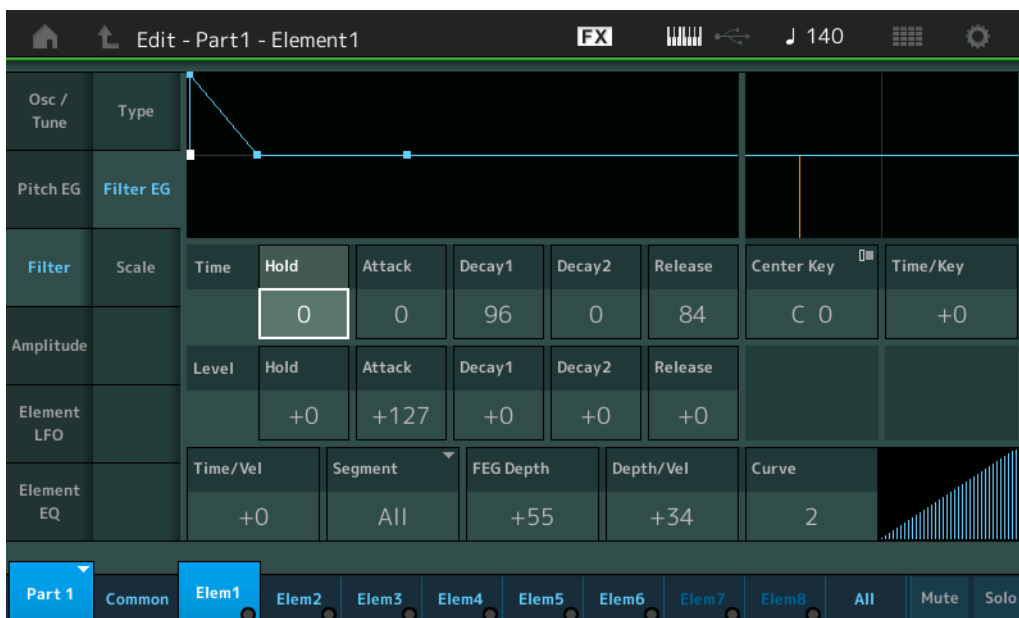 Edit - Part1 - Element1 FX ♩ 140
Osc /
Tune
Type
Pitch EG
Filter EG
Filter
Scale
Amplitude
Element
LFO
Element
EQ
Time Hold Attack Decay1 Decay2 Release Center Key Time/Key
0 0 96 0 84 C 0 +0
Level Hold Attack Decay1 Decay2 Release
+0 +127 +0 +0 +0
Time/Vel Segment FEG Depth Depth/Vel Curve
+0 All +55 +34 2
Part 1 Common Elem1 Elem2 Elem3 Elem4 Elem5 Elem6 Elem7 Elem8 All Mute Solo